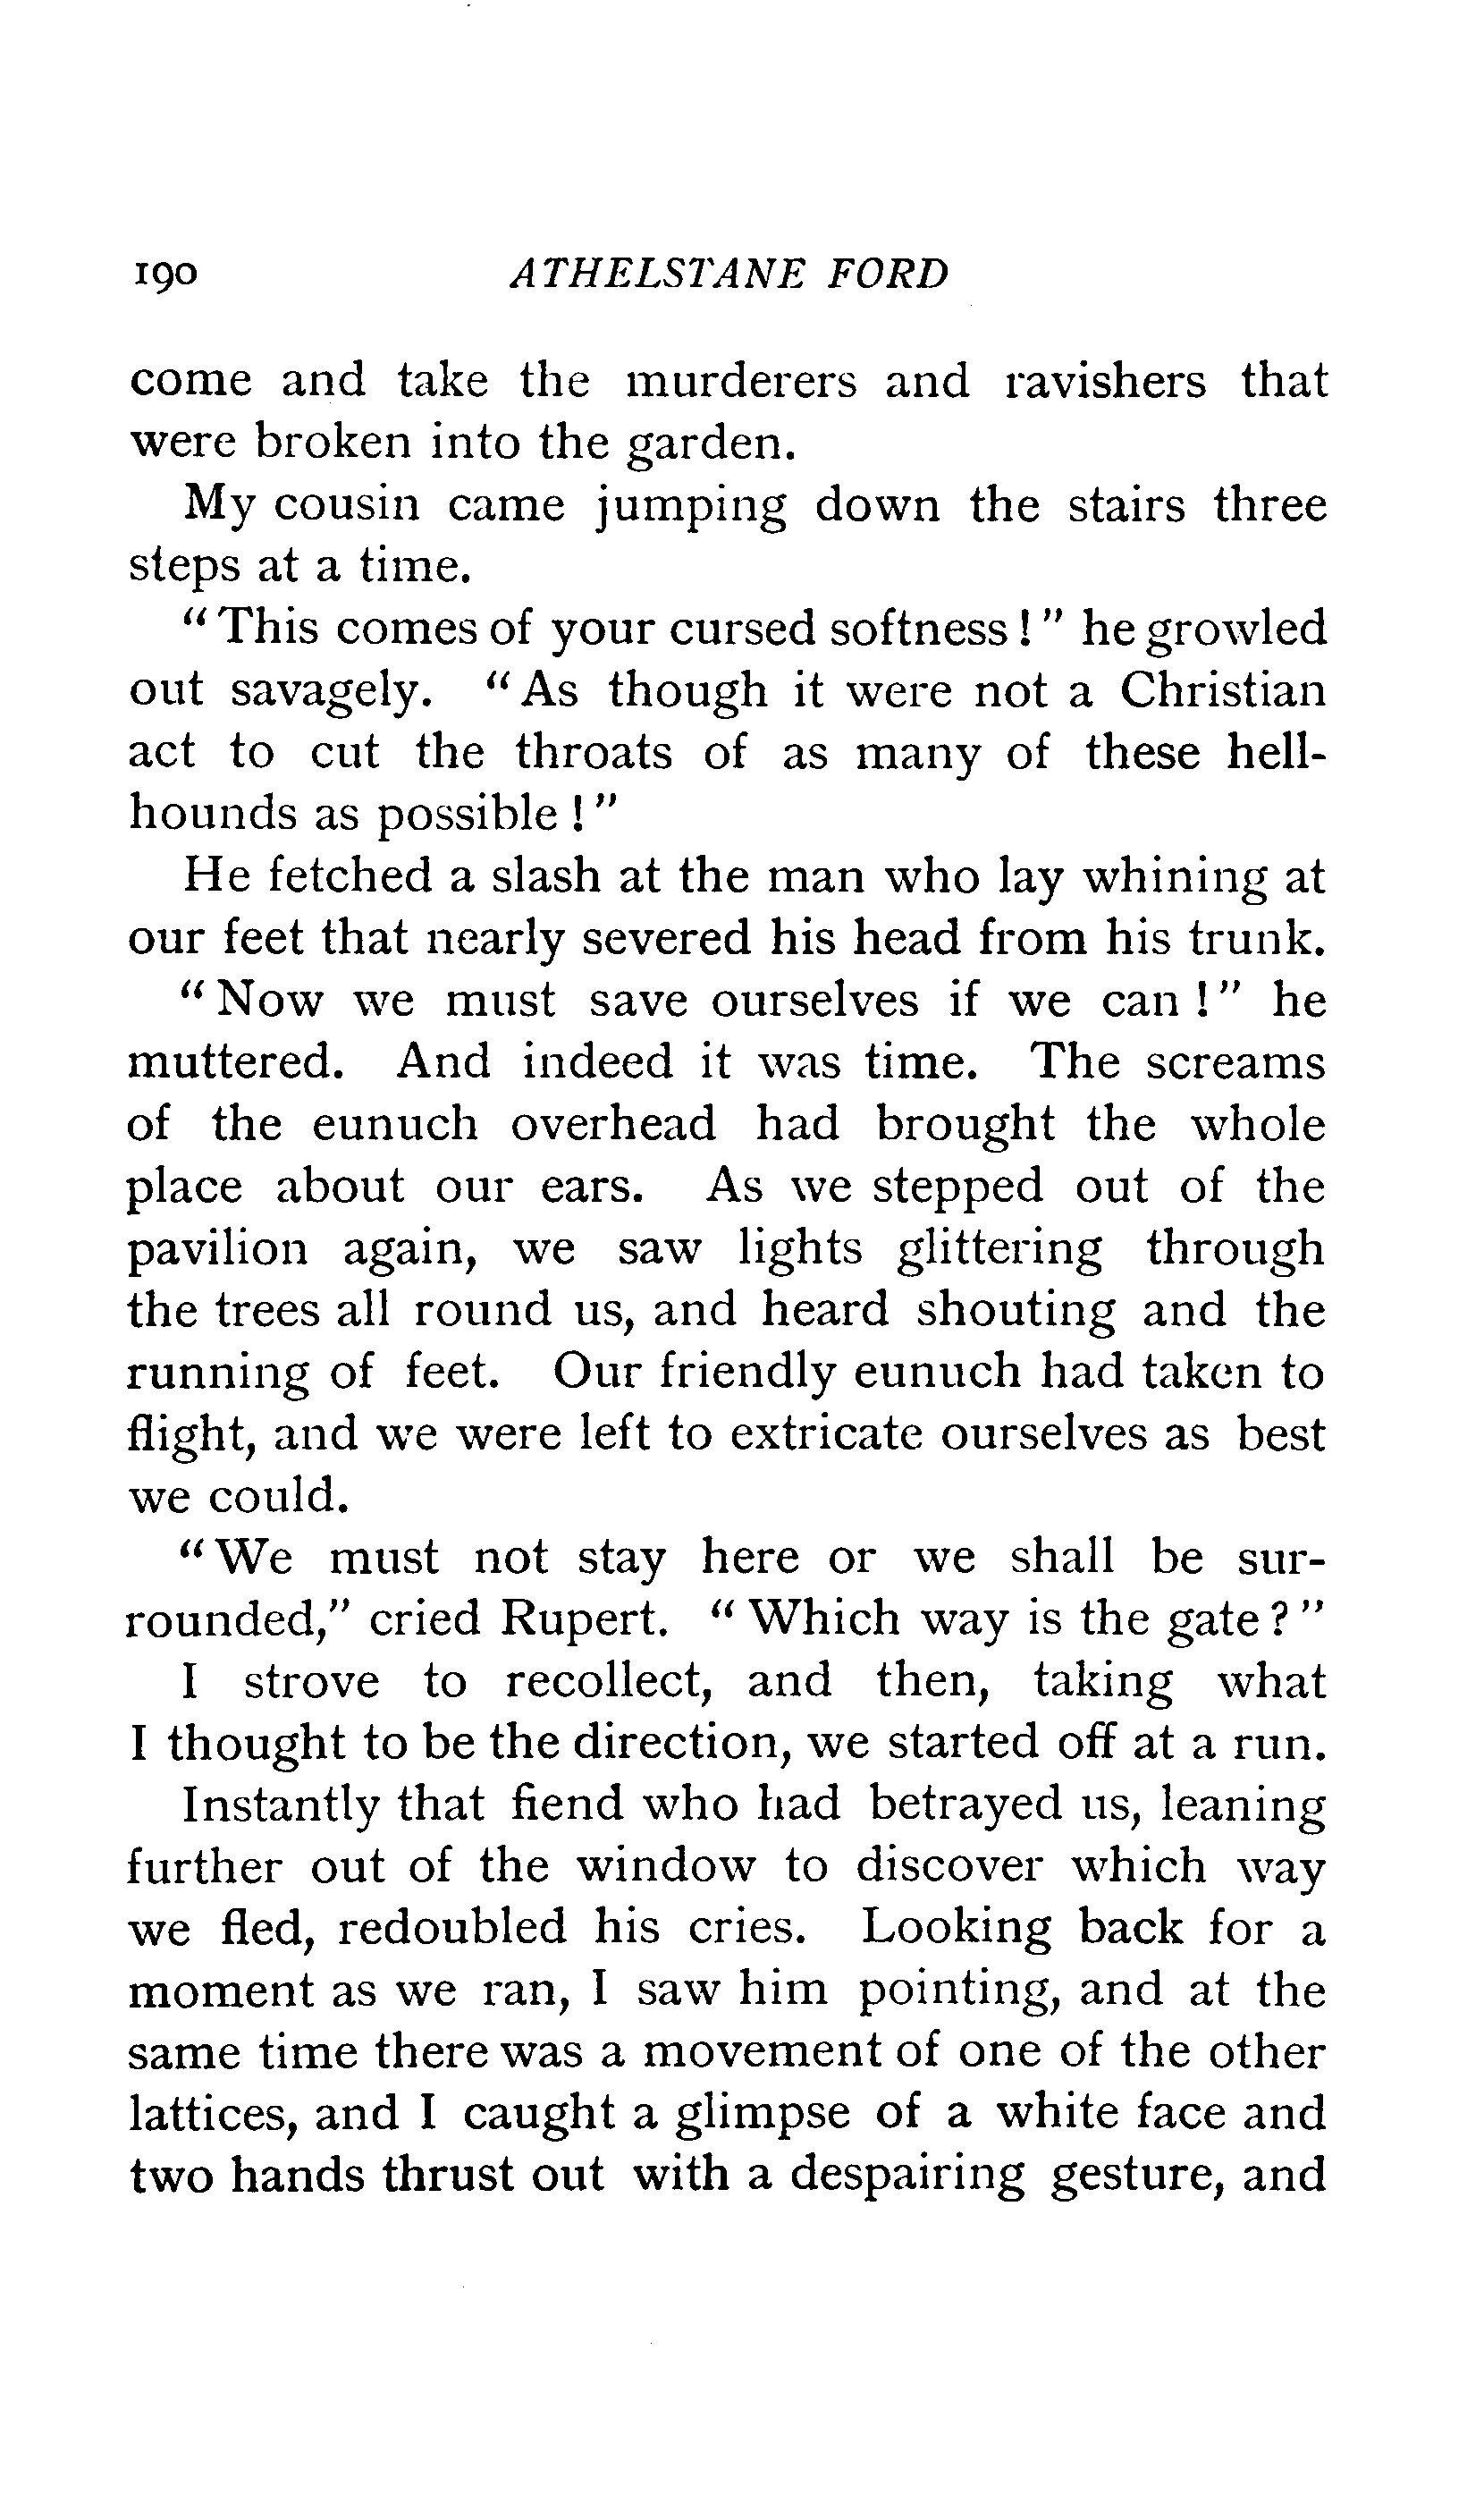 190 ATHELSTANE FORD
come and take the murderers and ravishers that
were broken into the garden.
My cousin came jumping down the stairs three
steps at a time.
" This comes of your cursed softness ! " he growled
out savagely. " As though it were not a Christian
act to cut the throats of as many of these hell-
hounds as possible ! "
He fetched a slash at the man who lay whining at
our feet that nearly severed his head from his trunk.
" Now we must save ourselves if we can ! " he
muttered. And indeed it was time. The screams
of the eunuch overhead had brought the whole
place about our ears. As we stepped out of the
pavilion again, we saw lights glittering through
the trees all round us, and heard shouting and the
running of feet. Our friendly eunuch had taken to
flight, and we were left to extricate ourselves as best
we could.
" We must not stay here or we shall be sur-
rounded," cried Rupert. " Which way is the gate ? "
I strove to recollect, and then, taking what
I thought to be the direction, we started off at a run.
Instantly that fiend who had betrayed us, leaning
further out of the window to discover which way
we fled, redoubled his cries. Looking back for a
moment as we ran, I saw him pointing, and at the
same time there was a movement of one of the other
lattices, and I caught a glimpse of a white face and
two hands thrust out with a despairing gesture, and